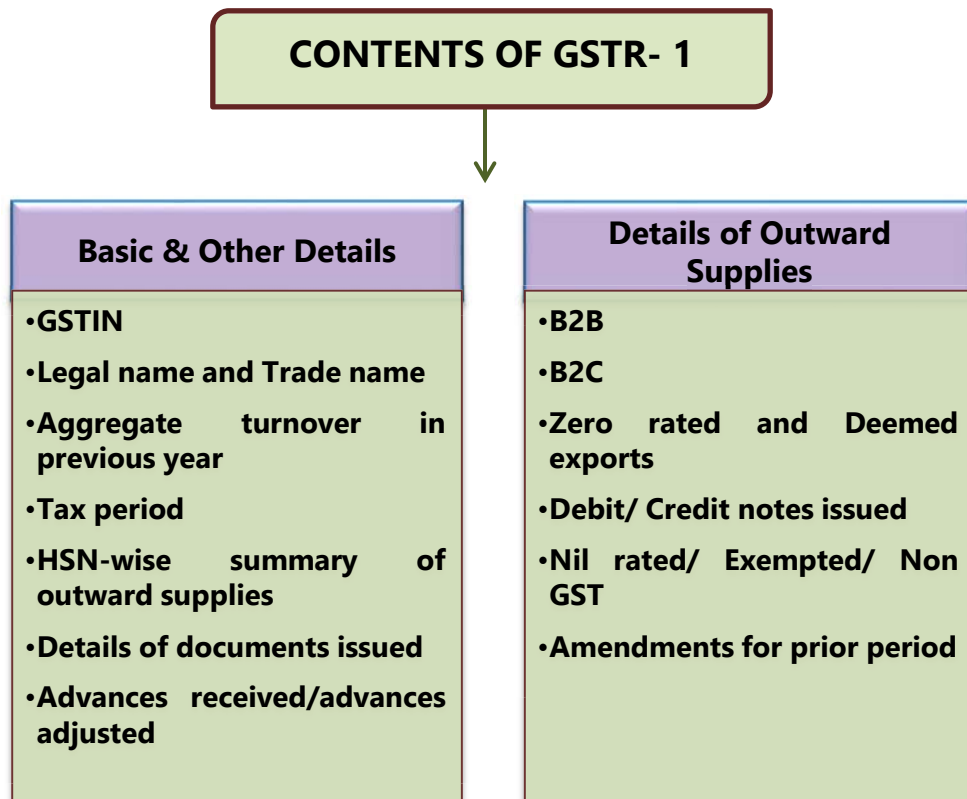 CONTENTS OF GSTR- 1
Basic & Other Details
•GSTIN
•Legal name and Trade name
•Aggregate turnover in
previous year
•Tax period
•HSN-wise summary of
outward supplies
•Details of documents issued
•Advances received/advances
adjusted
Details of Outward
Supplies
•B2B
•B2C
•Zero rated and Deemed
exports
•Debit/ Credit notes issued
•Nil rated/ Exempted/ Non
GST
•Amendments for prior period